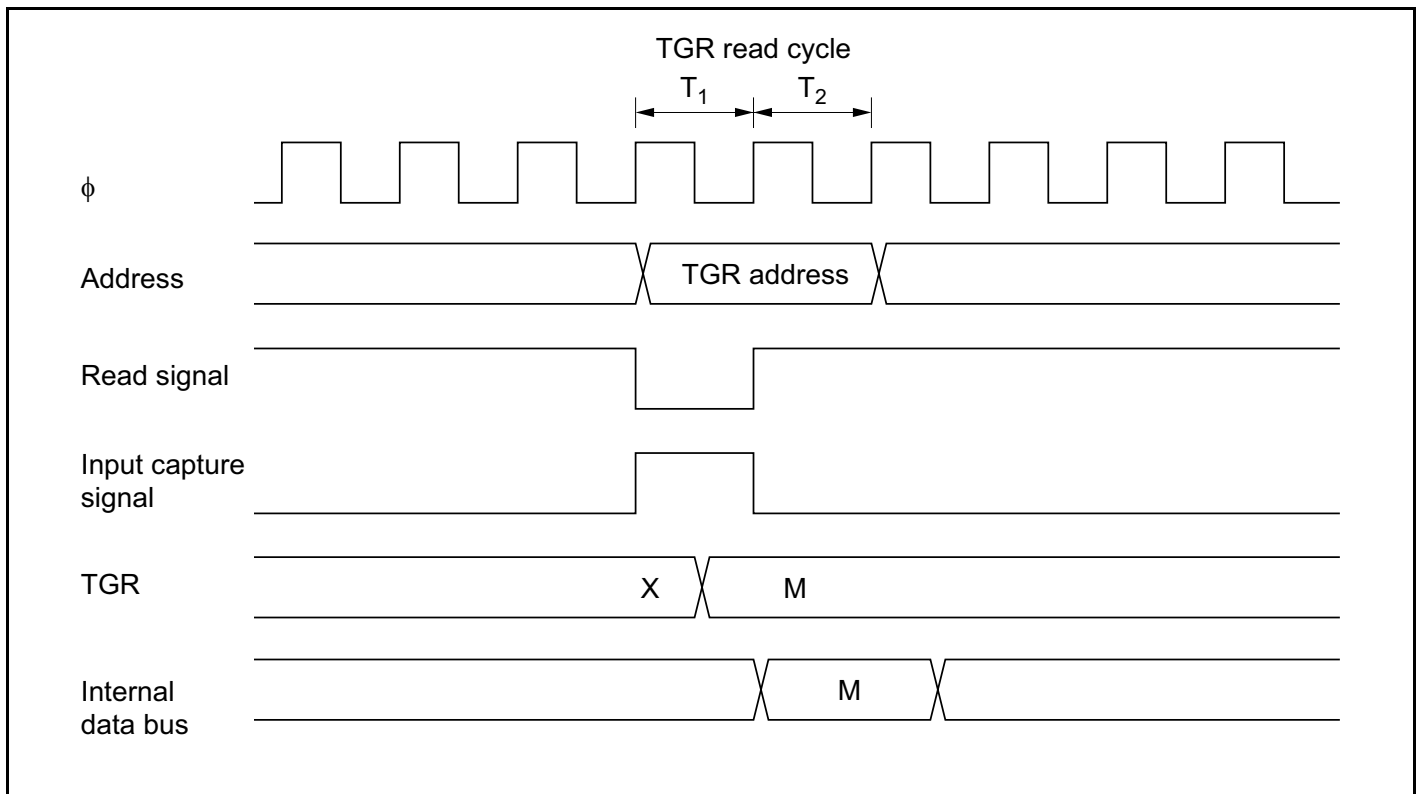 TGR read cycle
T1 T2
ϕ
Address
TGR address
Read signal
Input capture
signal
TGR
X M
Internal
data bus
M